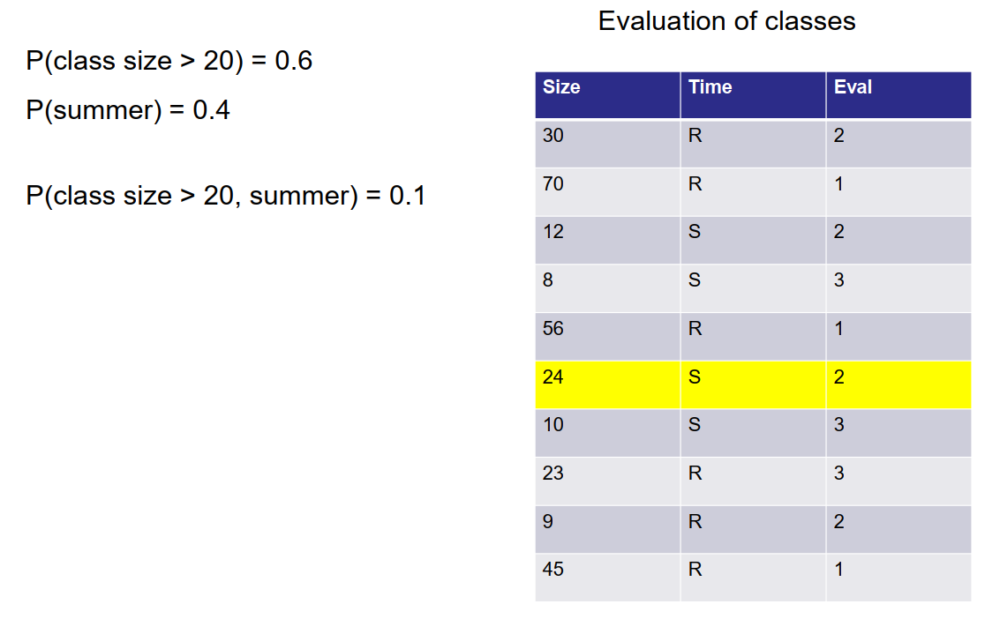 Evaluation of classes
P(class size > 20) = 0.6
P(summer) = 0.4
P(class size > 20, summer) = 0.1
Size Time Eval
30 R 2
70 R 1
12 S 2
8 S 3
56 R 1
24 S 2
10 S 3
23 R 3
9 R 2
45 R 1